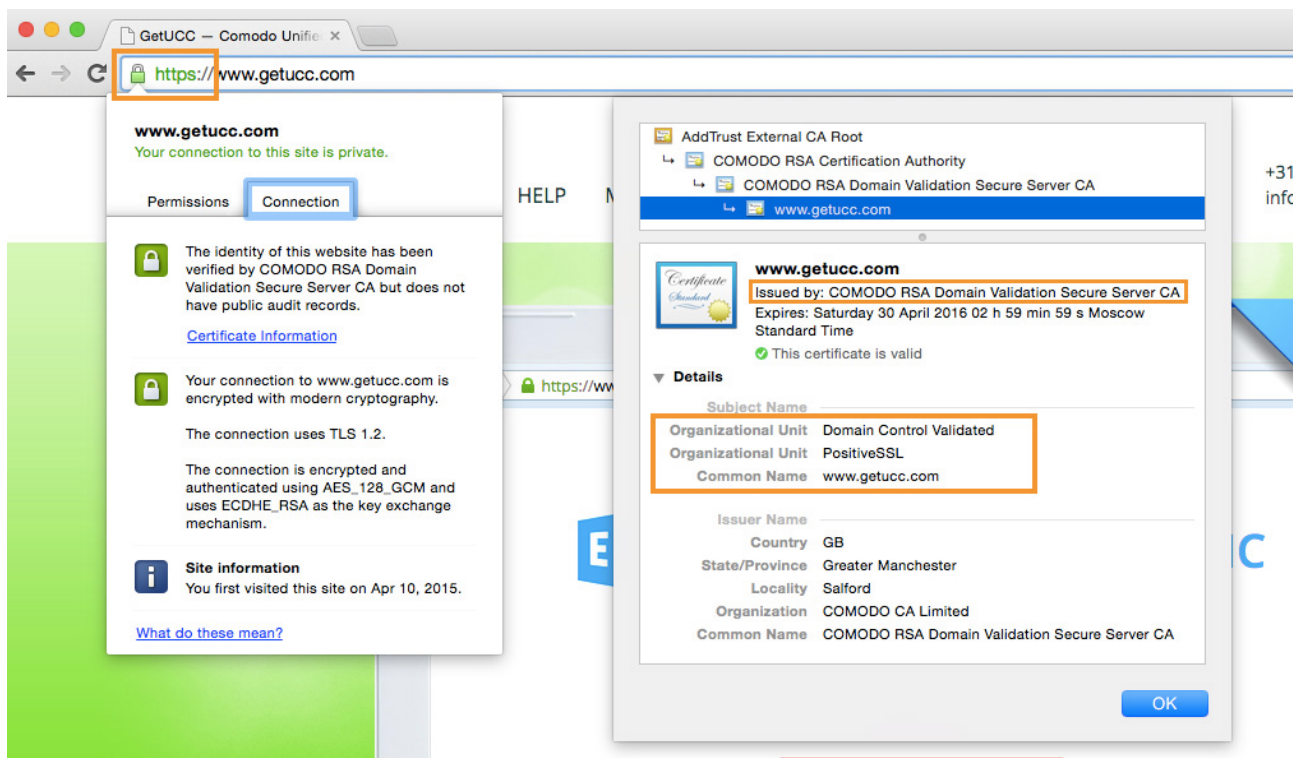 GetUCC — Comodo Unifie
https://www.getucc.com
www.getucc.com
Your connection to this site is private.
Permissions
Connection
The identity of this website has been
verified by COMODO RSA Domain
Validation Secure Server CA but does not
have public audit records.
Certificate Information
Your connection to www.getucc.com is
encrypted with modern cryptography.
The connection uses TLS 1.2.
The connection is encrypted and
authenticated using AES_128_GCM and
uses ECDHE_RSA as the key exchange
mechanism.
Site information
You first visited this site on Apr 10, 2015.
What do these mean?
HELP
https://ww
E
AddTrust External CA Root
COMODO RSA Certification Authority
COMODO RSA Domain Validation Secure Server CA
www.getucc.com
Certificate
Standard
www.getucc.com
Issued by: COMODO RSA Domain Validation Secure Server CA
Expires: Saturday 30 April 2016 02 h 59 min 59 s Moscow
Standard Time
This certificate is valid
Details
Subject Name
Organizational Unit Domain Control Validated
Organizational Unit PositiveSSL
Common Name www.getucc.com
Issuer Name
Country GB
State/Province Greater Manchester
Locality Salford
Organization COMODO CA Limited
Common Name COMODO RSA Domain Validation Secure Server CA
OK
+31
info
C